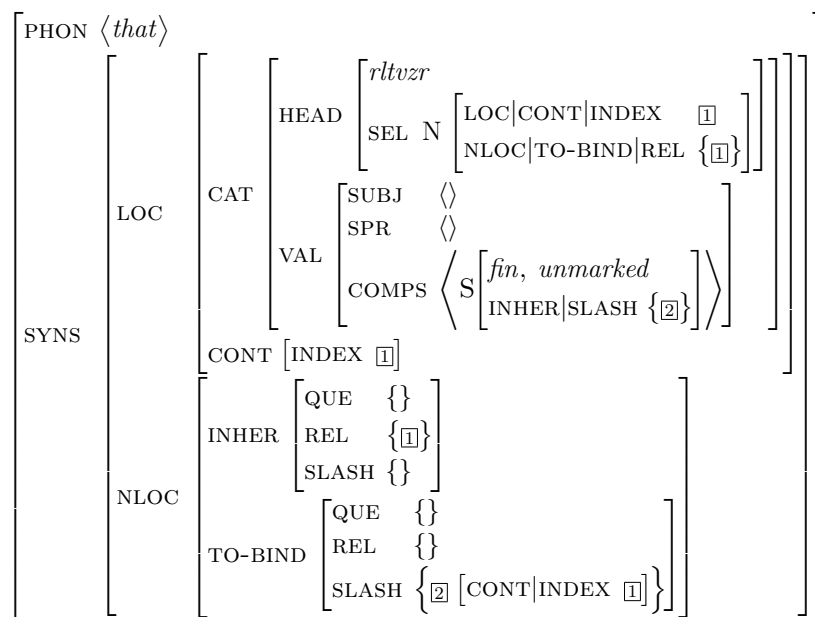 PHON ⟨that⟩
rltvzr
LOC|CONT|INDEX 1
HEAD
SEL N
NLOC|TO-BIND|REL {1}
SUBJ ⟨⟩
CAT
LOC
SPR ⟨⟩
VAL
fin, unmarked
COMPS ⟨S⟩
INHER|SLASH {2}
SYNS
CONT [INDEX 1]
QUE {}
INHER REL {1}
SLASH {}
NLOC
QUE {}
TO-BIND REL {}
SLASH {2 [CONT|INDEX 1]}